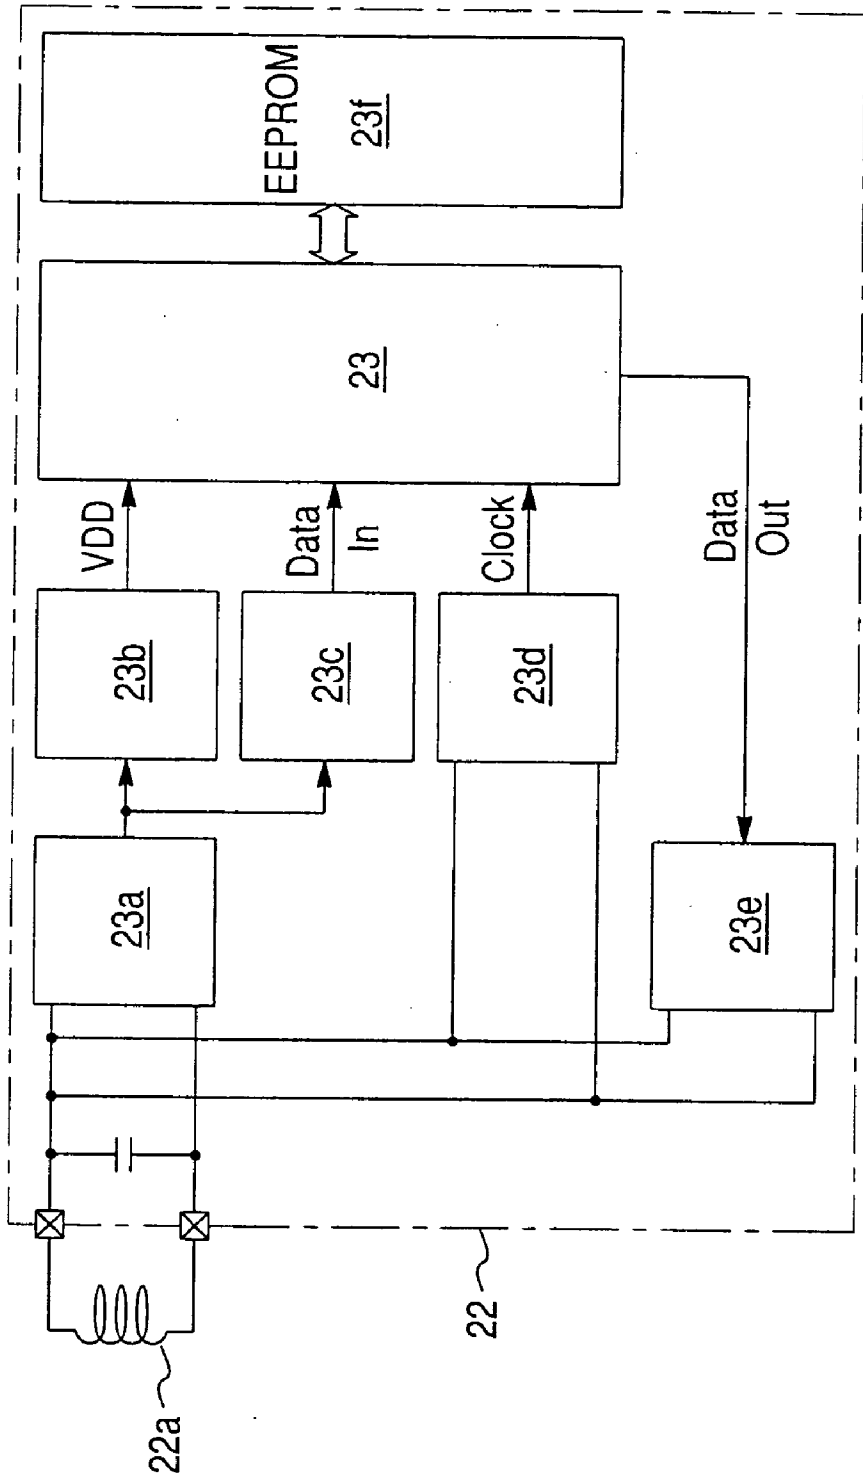 EEPROM
23f
23
VDD
Data
In
Clock
Data
Out
23b
23c
23d
23a
23e
22
22a